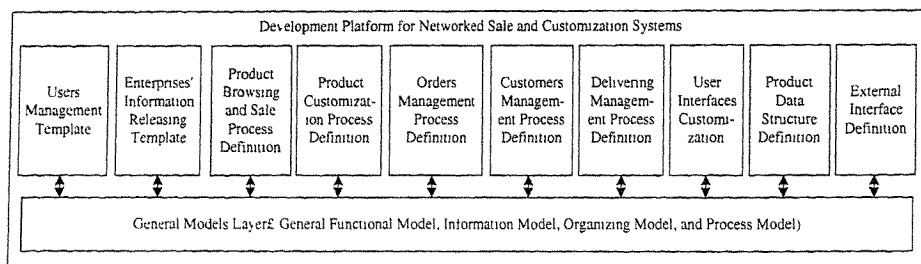 Development Platform for Networked Sale and Customization Systems
Users
Management
Template
Enterprises'
Information
Releasing
Template
Product
Browsing
and Sale
Process
Definition
Product
Customizat-
ion Process
Definition
Orders
Management
Process
Definition
Customers
Managem-
ent Process
Definition
Delivering
Managem-
ent Process
Definition
User
Interfaces
Customi-
zation
Product
Data
Structure
Definition
External
Interface
Definition
General Models Layer£ General Functional Model, Information Model, Organizing Model, and Process Model)